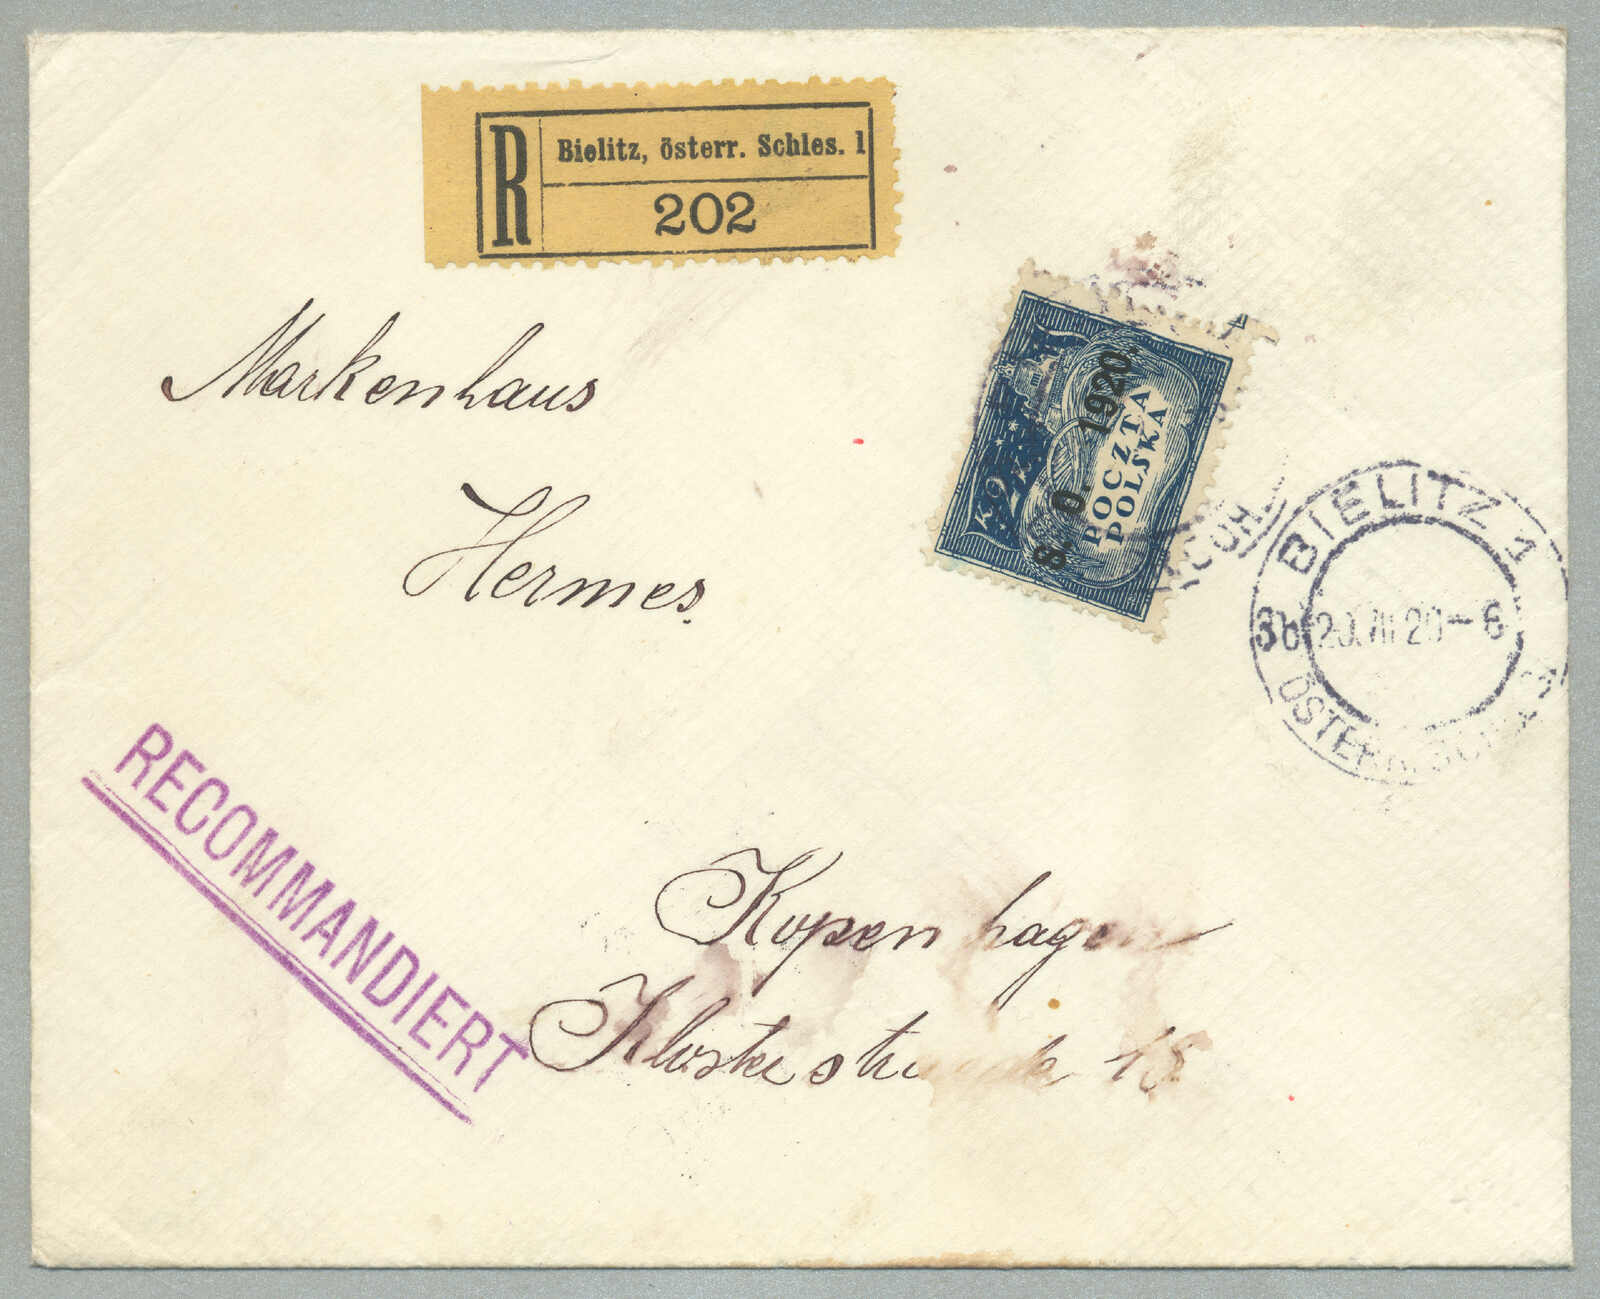 R Bielitz, österr. Schles. 1
202
Markenhaus
Hermes
S. O. 1920.
POCZTA
POLSKA
BIELITZ 1
3b 20.VII 20-6
RECOMMANDIERT
Kopenhagen
18